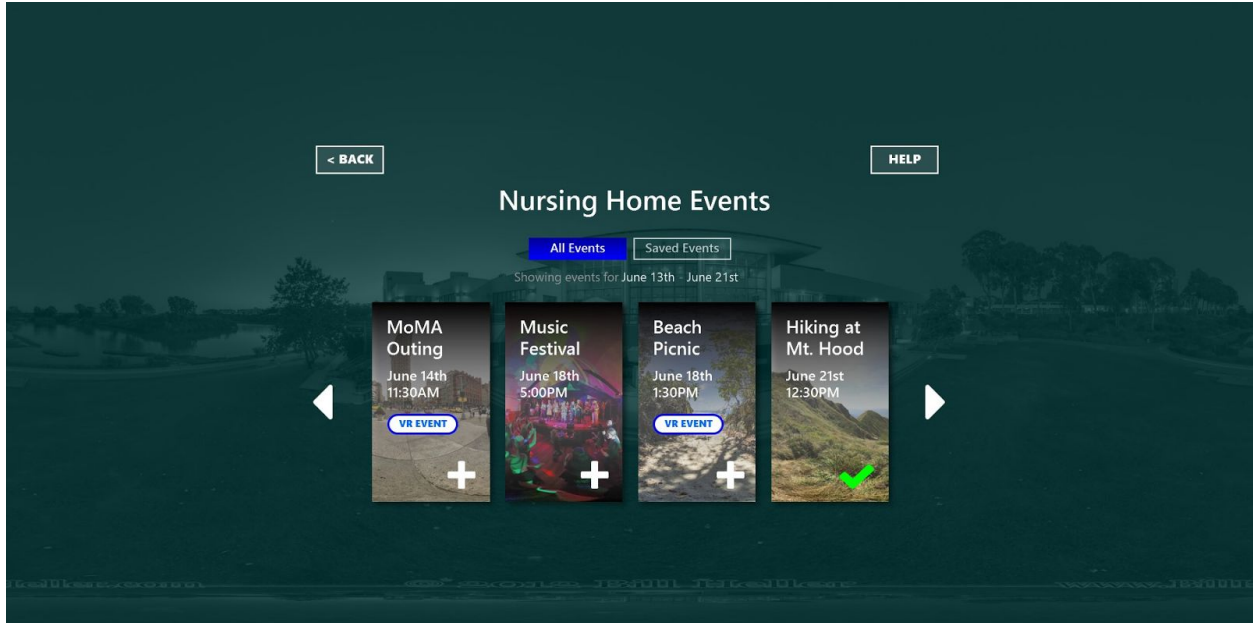 < BACK
HELP
Nursing Home Events
All Events
Saved Events
Showing events for June 13th - June 21st
MoMA
Outing
June 14th
11:30AM
VR EVENT
Music
Festival
June 18th
5:00PM
Beach
Picnic
June 18th
1:30PM
VR EVENT
Hiking at
Mt. Hood
June 21st
12:30PM